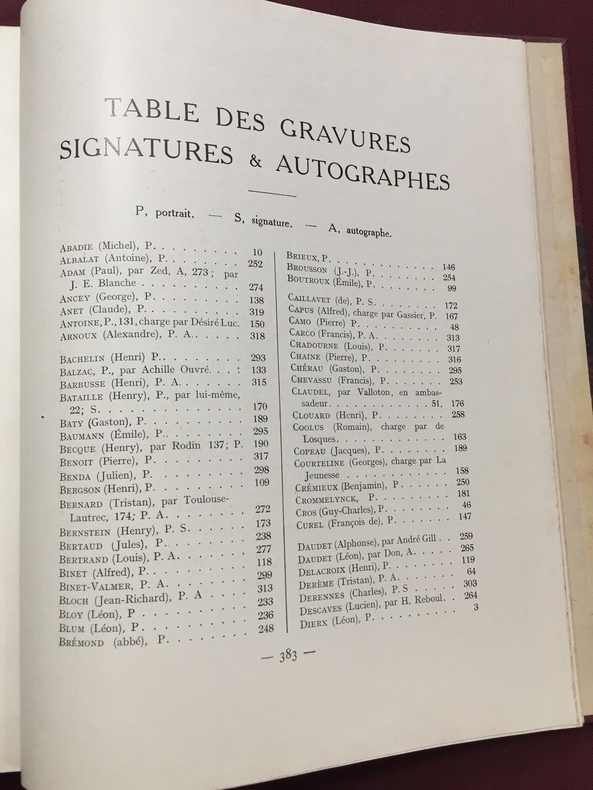 TABLE DES GRAVURES
SIGNATURES & AUTOGRAPHES
P, portrait. — S, signature. — A, autographe.
ABADIE (Michel), P. . . . . . . . . 10
ALBALAT (Antoine), P. . . . . . . . 252
ADAM (Paul), par Zed, A, 273 ; par
J. E. Blanche . . . . . . . . . . 274
ANCEY (George), P. . . . . . . . . 138
ANET (Claude), P. . . . . . . . . . 319
ANTOINE, P., 131, charge par Désiré Luc. 150
ARNOUX (Alexandre), P. A. . . . . . 318
BACHELIN (Henri) P. . . . . . . . . 293
BALZAC, P., par Achille Ouvré. . . : 133
BARBUSSE (Henri), P. A. . . . . . . 315
BATAILLE (Henry), P., par lui-même,
22 ; S. . . . . . . . . . . . . . 170
BATY (Gaston), P. . . . . . . . . . 189
BAUMANN (Émile), P. . . . . . . . . 295
BECQUE (Henry), par Rodin 137 ; P. 190
BENOIT (Pierre), P. . . . . . . . . 317
BENDA (Julien), P. . . . . . . . . 298
BERGSON (Henri), P. . . . . . . . . 109
BERNARD (Tristan), par Toulouse-
Lautrec, 174 ; P. A. . . . . . . . 272
BERNSTEIN (Henry), P. S. . . . . . 173
BERTAUD (Jules), P. . . . . . . . . 238
BERTRAND (Louis), P. A. . . . . . . 277
BINET (Alfred), P. . . . . . . . . 118
BINET-VALMER, P. A. . . . . . . . . 299
BLOCH (Jean-Richard), P. A . . . . 313
BLOY (Léon), P . . . . . . . . . . 233
BLUM (Léon), P. . . . . . . . . . . 236
BRÉMOND (abbé), P. . . . . . . . . 248
BRIEUX, P. . . . . . . . . . . . . 146
BROUSSON (J.-J.), P. . . . . . . . 254
BOUTROUX (Émile), P. . . . . . . . 99
CAILLAVET (de), P. S. . . . . . . . 172
CAPUS (Alfred), charge par Gassier, P. 167
CAMO (Pierre) P. . . . . . . . . . 48
CARCO (Francis), P. A. . . . . . . 313
CHADOURNE (Louis), P. . . . . . . . 317
CHAINE (Pierre), P. . . . . . . . . 316
CHÉRAU (Gaston), P. . . . . . . . . 295
CHEVASSU (Francis), P. . . . . . . 253
CLAUDEL, par Valloton, en ambas-
sadeur. . . . . . . . . . . . 51, 176
CLOUARD (Henri), P. . . . . . . . . 258
COOLUS (Romain), charge par de
Losques. . . . . . . . . . . . . . 163
COPEAU (Jacques), P. . . . . . . . 189
COURTELINE (Georges), charge par La
Jeunesse . . . . . . . . . . . . . 158
CRÉMIEUX (Benjamin), P . . . . . . 250
CROMMELYNCK, P. . . . . . . . . . . 181
CROS (Guy-Charles), P. . . . . . . 46
CUREL (François de), P. . . . . . . 147
DAUDET (Alphonse), par André Gill . . 259
DAUDET (Léon), par Don, A. . . . . 265
DELACROIX (Henri), P. . . . . . . . 119
DERÈME (Tristan), P. A. . . . . . . 64
DERENNES (Charles), P. S . . . . . 303
DESCAVES (Lucien), par H. Reboul. . 264
DIERX (Léon), P. . . . . . . . . . 3
— 383 —